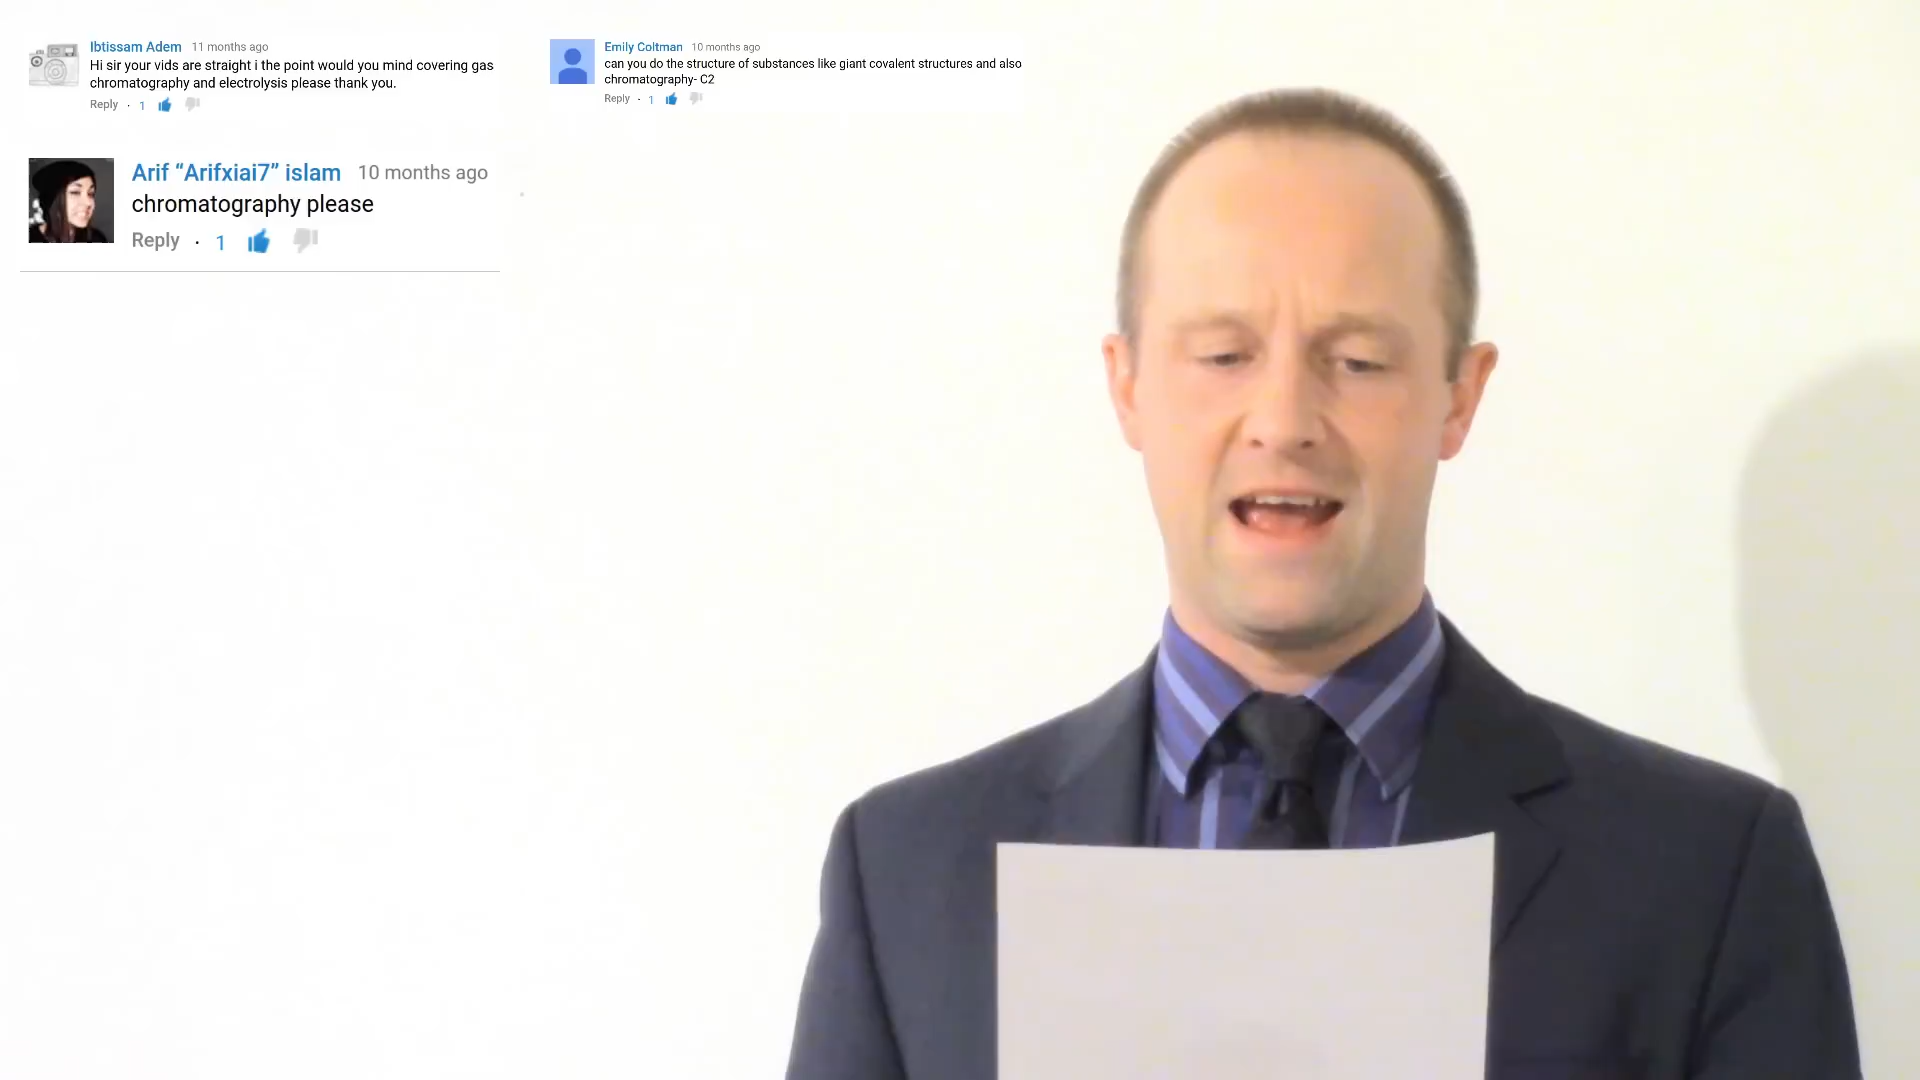 Ibtissam Adem 11 months ago
Hi sir your vids are straight i the point would you mind covering gas
chromatography and electrolysis please thank you.
Reply · 1
Arif “Arifxiai7” islam 10 months ago
chromatography please
Reply · 1
Emily Coltman 10 months ago
can you do the structure of substances like giant covalent structures and also
chromatography- C2
Reply · 1